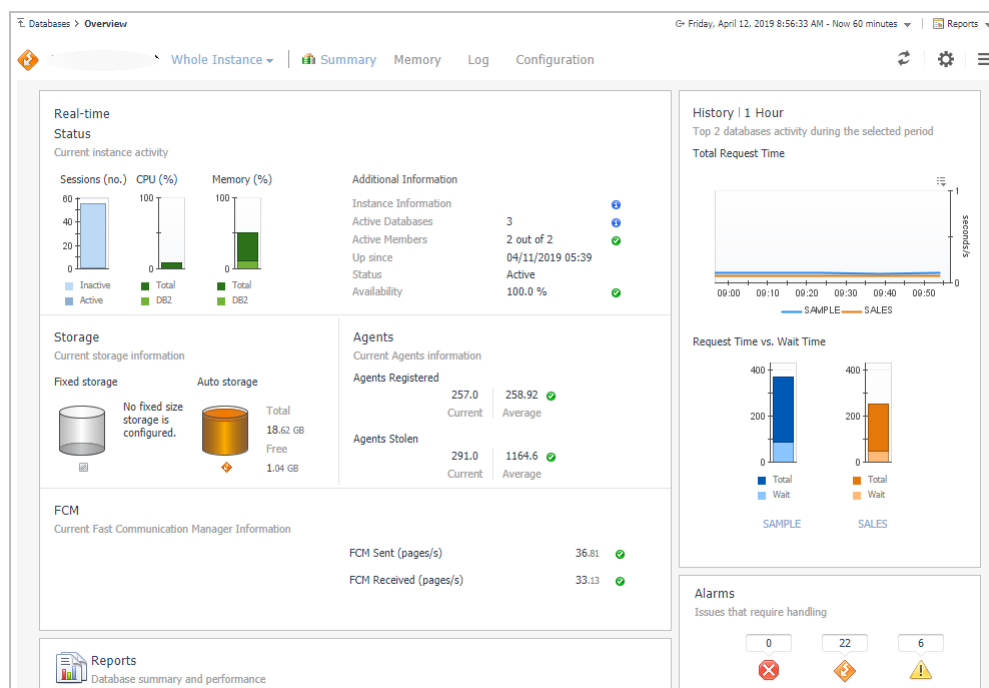 Databases > Overview
Friday, April 12, 2019 8:56:33 AM - Now 60 minutes
Reports
Whole Instance
Summary
Memory
Log
Configuration
Real-time
Status
Current instance activity
Sessions (no.)
CPU (%)
Memory (%)
60
40
20
0
100
0
100
0
Inactive
Active
Total
DB2
Total
DB2
Additional Information
Instance Information
Active Databases 3
Active Members 2 out of 2
Up since 04/11/2019 05:39
Status Active
Availability 100.0 %
Storage
Current storage information
Fixed storage
No fixed size
storage is
configured.
Auto storage
Total
18.62 GB
Free
1.04 GB
Agents
Current Agents information
Agents Registered
257.0 258.92
Current Average
Agents Stolen
291.0 1164.6
Current Average
FCM
Current Fast Communication Manager Information
FCM Sent (pages/s) 36.81
FCM Received (pages/s) 33.13
Reports
Database summary and performance
History | 1 Hour
Top 2 databases activity during the selected period
Total Request Time
1
seconds/s
0
09:00 09:10 09:20 09:30 09:40 09:50
SAMPLE SALES
Request Time vs. Wait Time
400
200
0
Total
Wait
SAMPLE
400
200
0
Total
Wait
SALES
Alarms
Issues that require handling
0 22 6